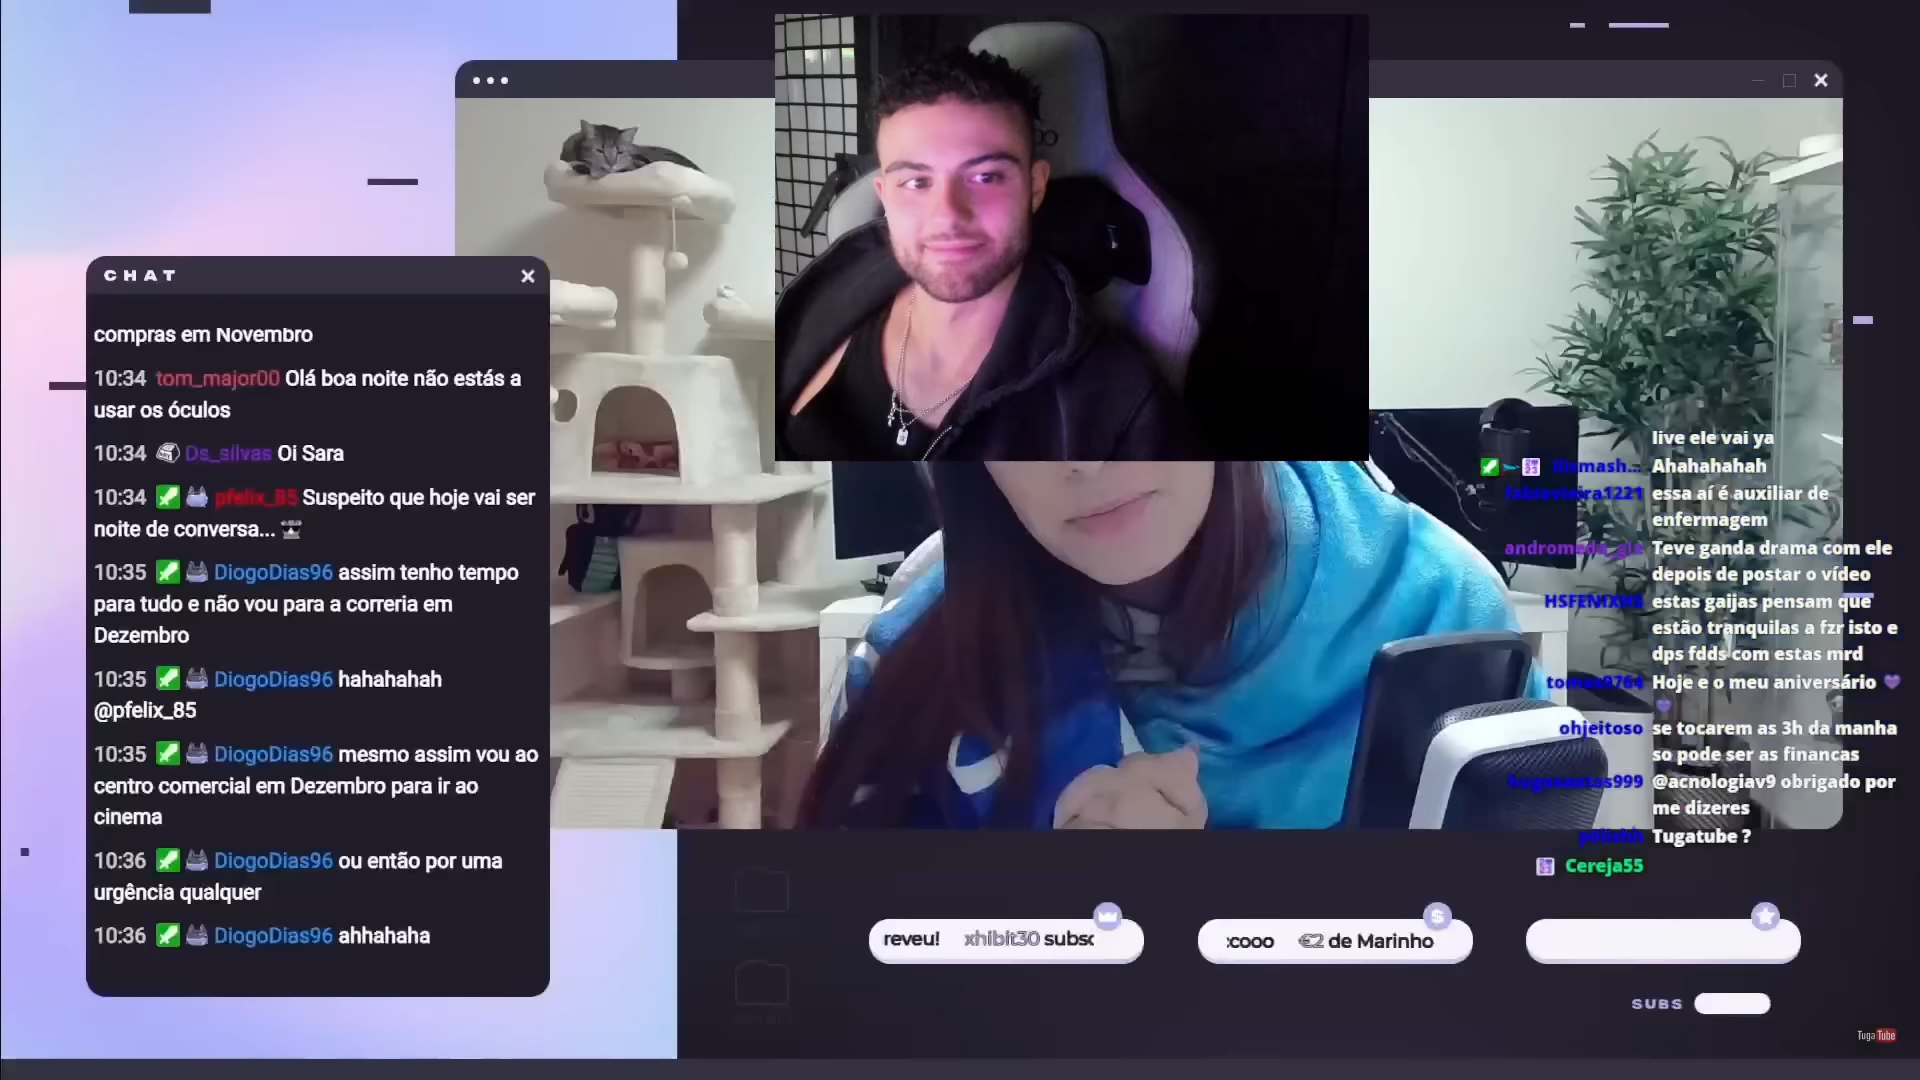 CHAT
compras em Novembro
10:34 tom_major00 Olá boa noite não estás a
usar os óculos
10:34 Ds_silvas Oi Sara
10:34 pfelix_85 Suspeito que hoje vai ser
noite de conversa...
10:35 DiogoDias96 assim tenho tempo
para tudo e não vou para a correria em
Dezembro
10:35 DiogoDias96 hahahahah
@pfelix_85
10:35 DiogoDias96 mesmo assim vou ao
centro comercial em Dezembro para ir ao
cinema
10:36 DiogoDias96 ou então por uma
urgência qualquer
10:36 DiogoDias96 ahhahaha
live ele vai ya
Ahahahahah
fabiovieira1221 essa aí é auxiliar de
enfermagem
Teve ganda drama com ele
depois de postar o vídeo
estas gaijas pensam que
estão tranquilas a fzr isto e
dps fdds com estas mrd
tomas9764 Hoje e o meu aniversário
ohjeitoso se tocarem as 3h da manha
so pode ser as financas
@acnologiav9 obrigado por
me dizeres
Tugatube ?
Cereja55
reveu! xhibit30 subsc
:cooo €2 de Marinho
SUBS
TugaTube